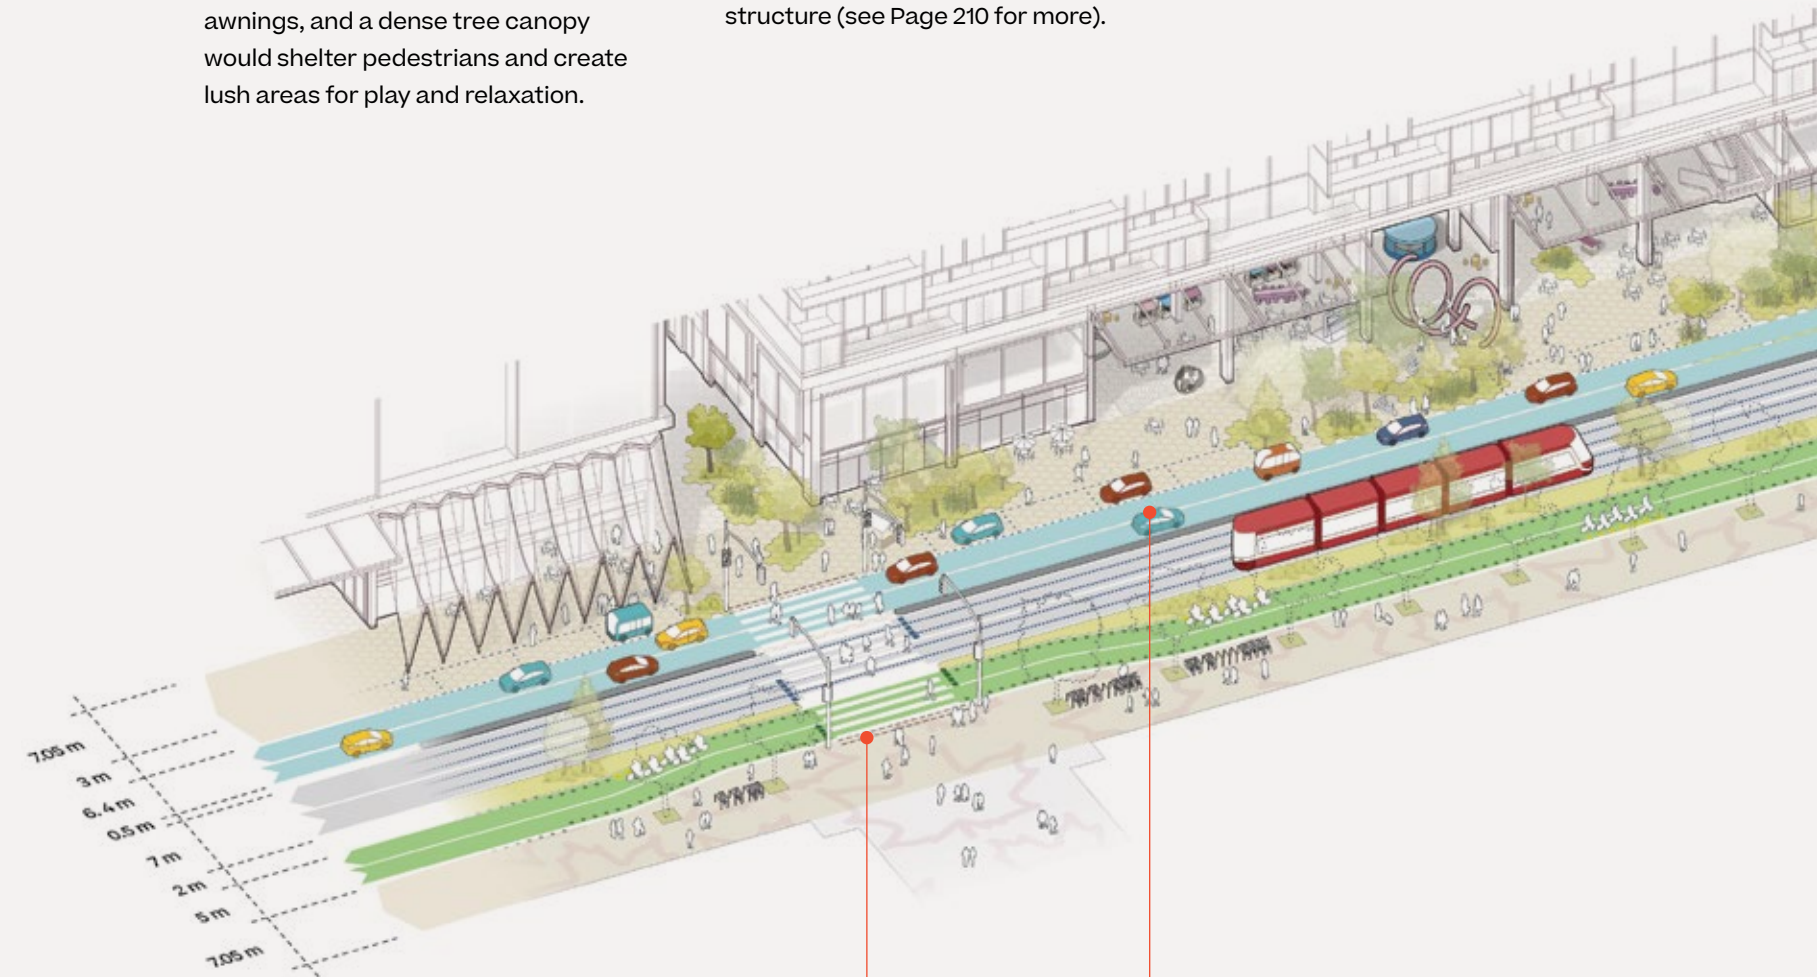 awnings, and a dense tree canopy
would shelter pedestrians and create
lush areas for play and relaxation.
structure (see Page 210 for more).
7.05 m
3 m
6.4 m
0.5 m
7 m
2 m
5 m
7.05 m